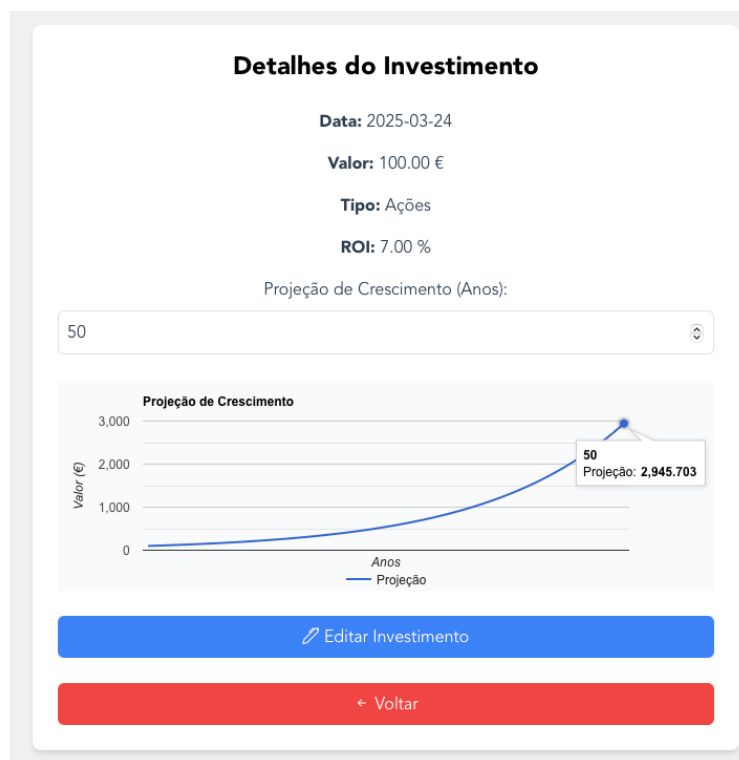 Detalhes do Investimento
Data: 2025-03-24
Valor: 100.00 €
Tipo: Ações
ROI: 7.00 %
Projeção de Crescimento (Anos):
50
Projeção de Crescimento
3,000
2,000
1,000
0
Valor (€)
50
Projeção: 2,945.703
Anos
Projeção
Editar Investimento
← Voltar